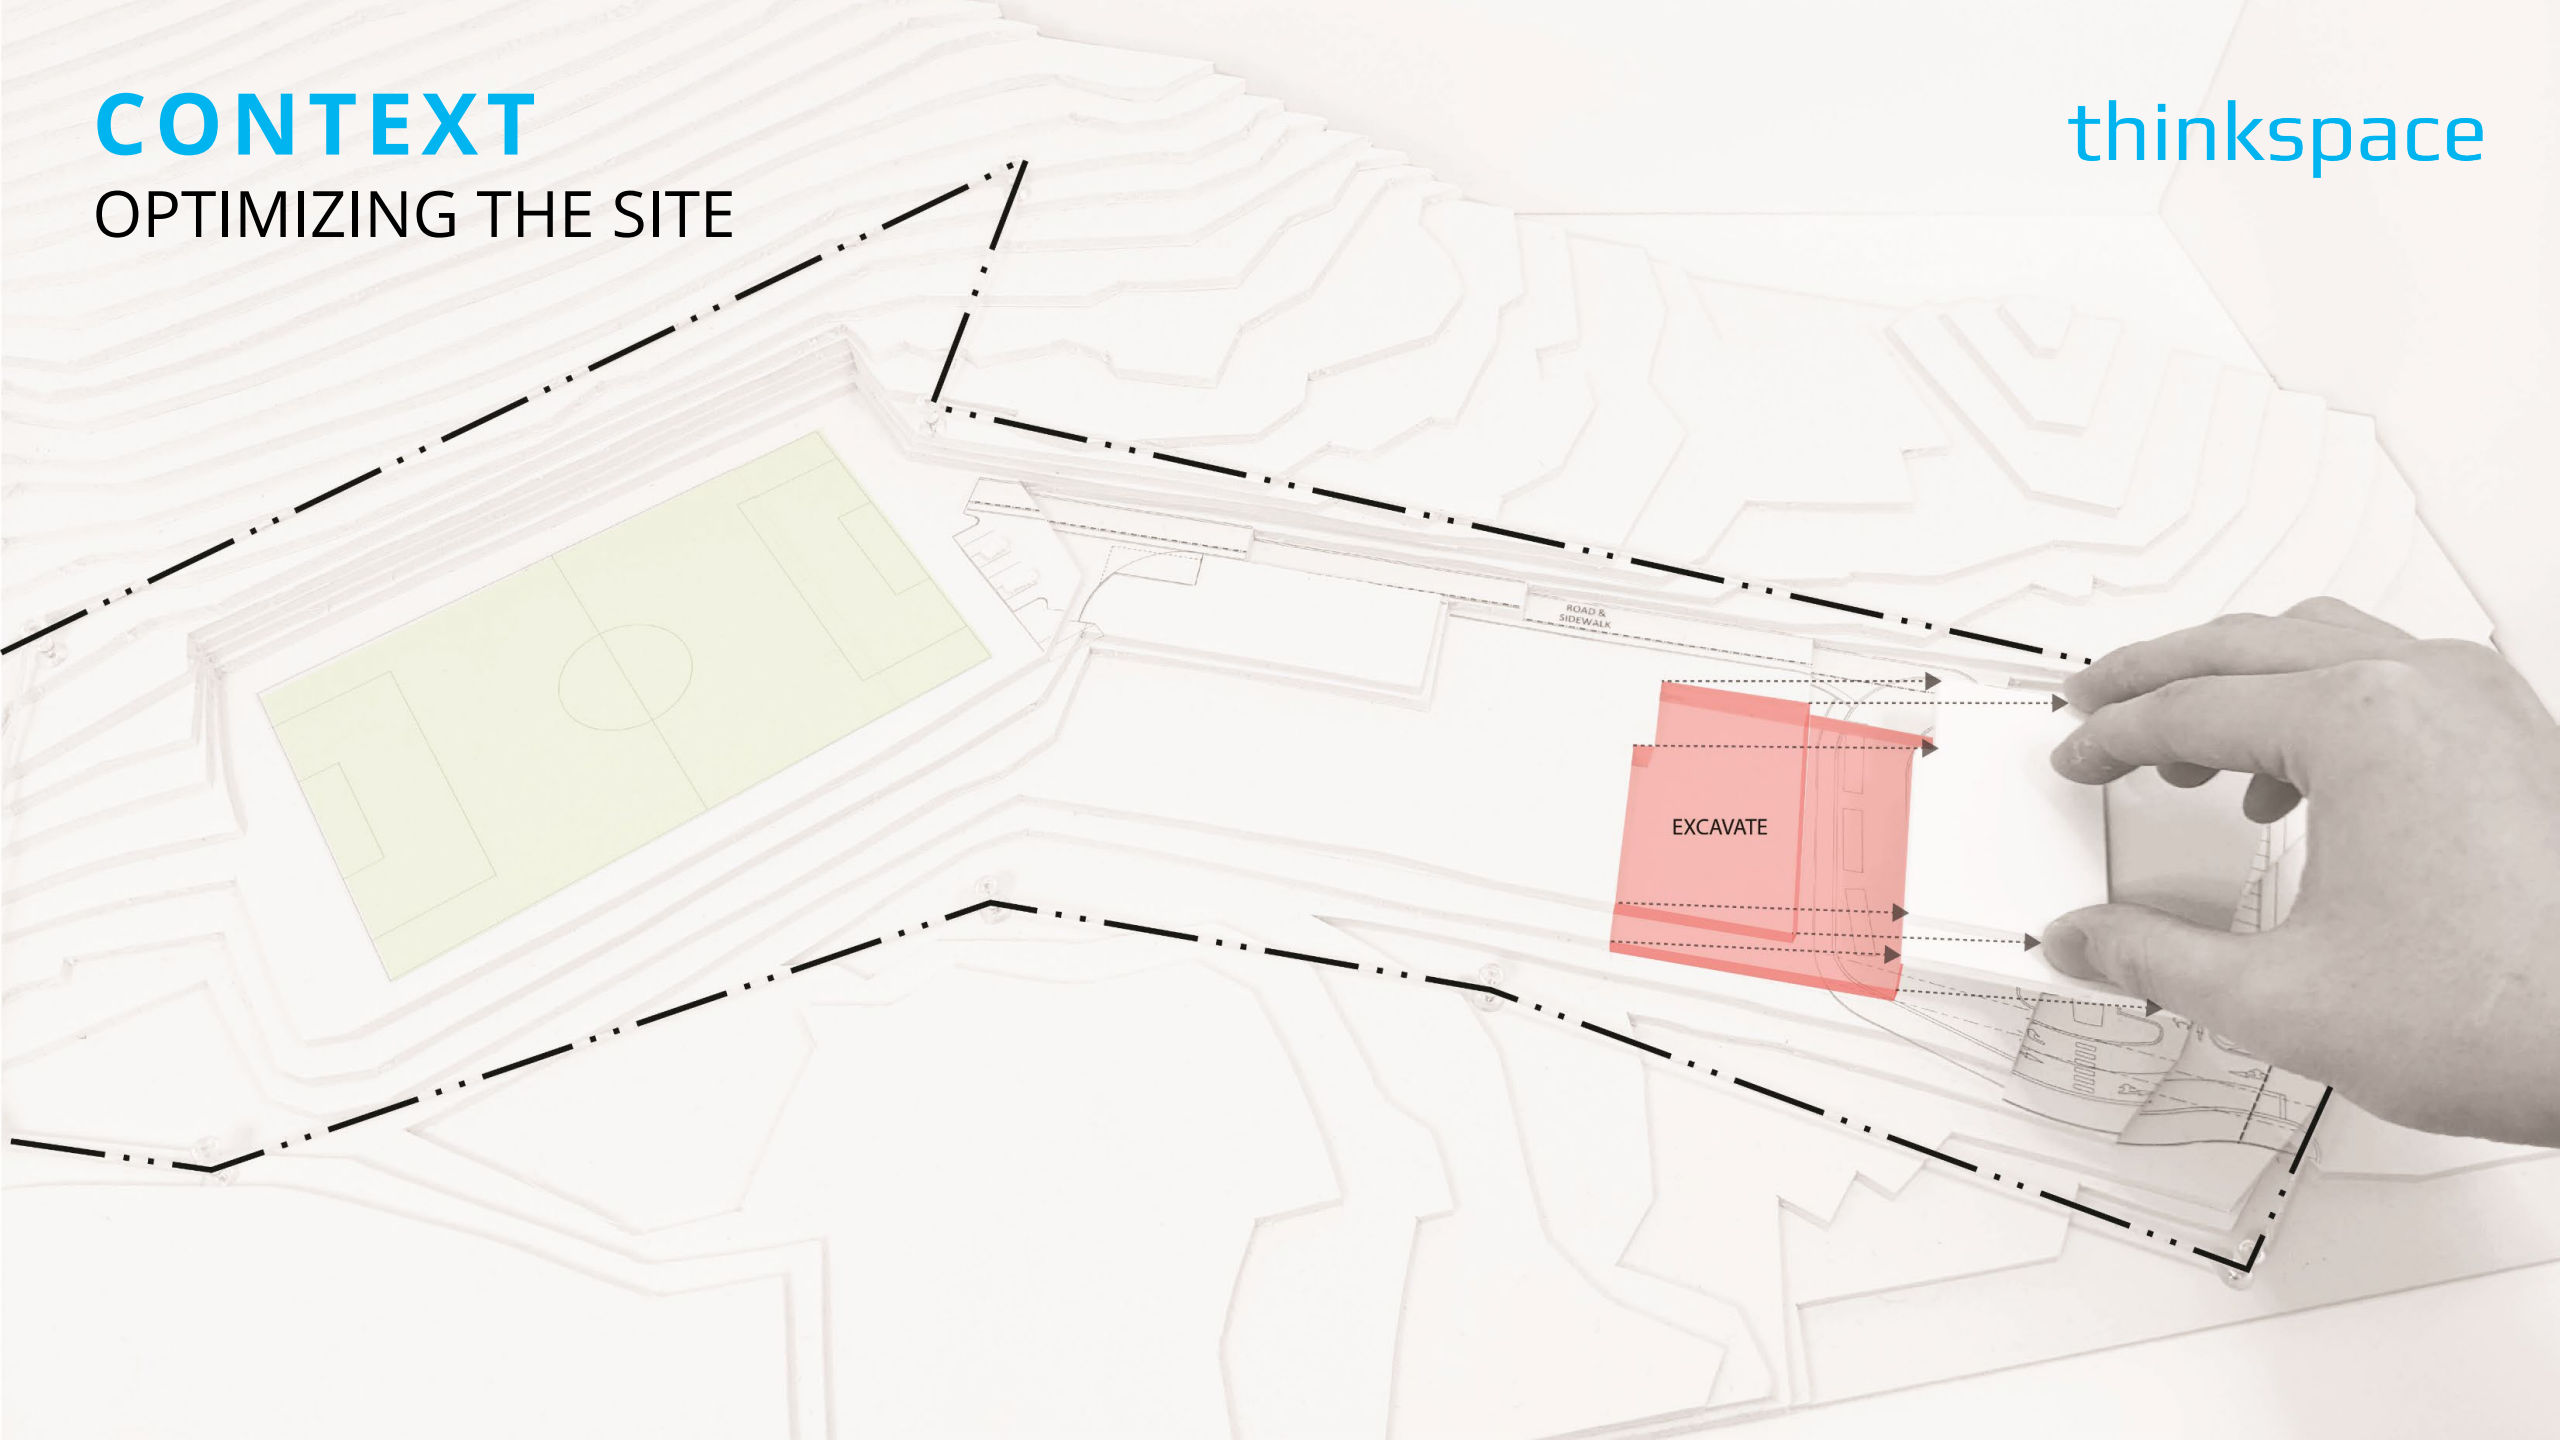 CONTEXT
OPTIMIZING THE SITE
thinkspace
ROAD &
SIDEWALK
EXCAVATE